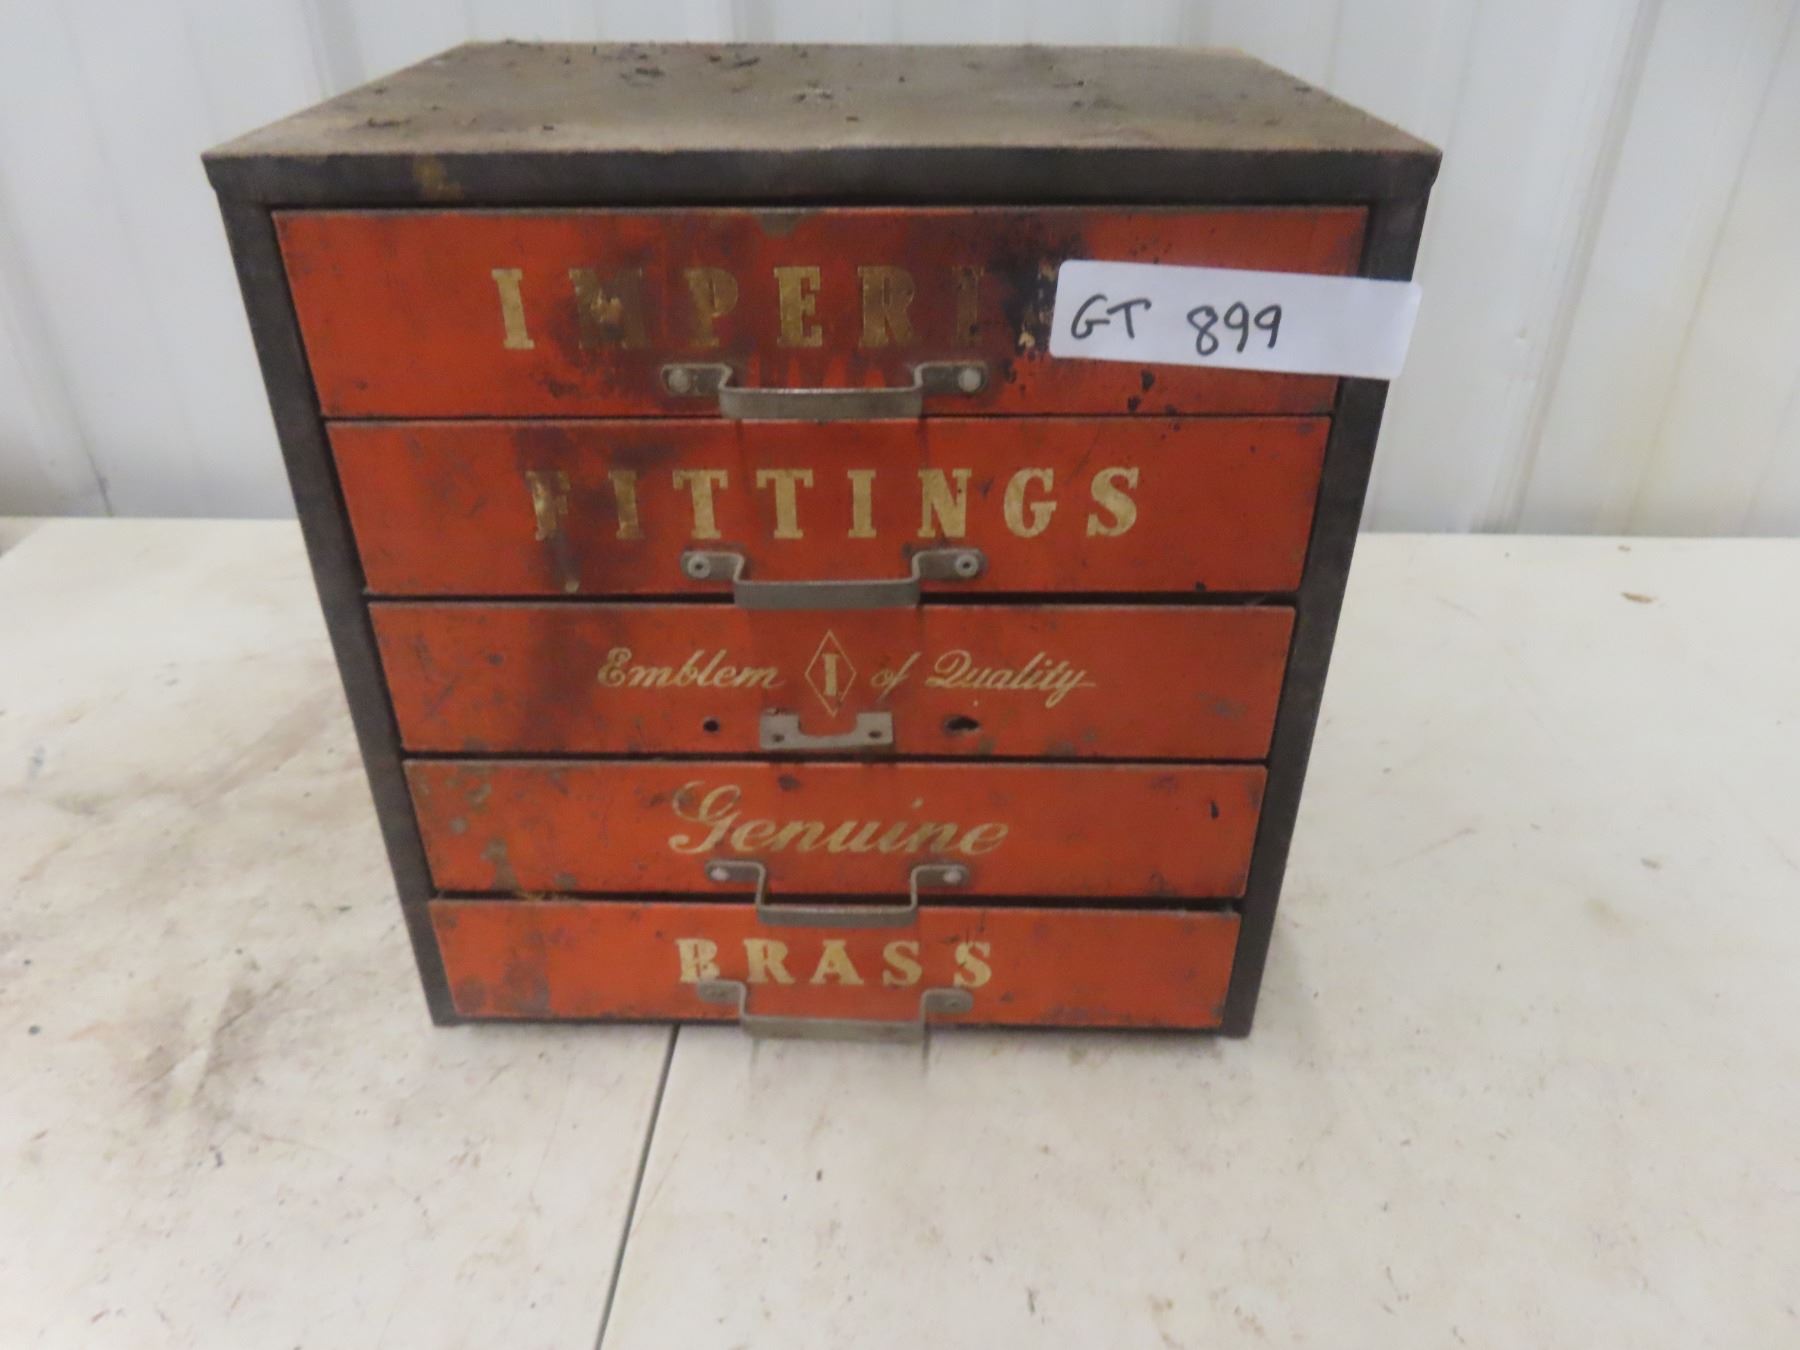 IMPERI
GT 899
FITTINGS
Emblem I of Quality
Genuine
BRASS